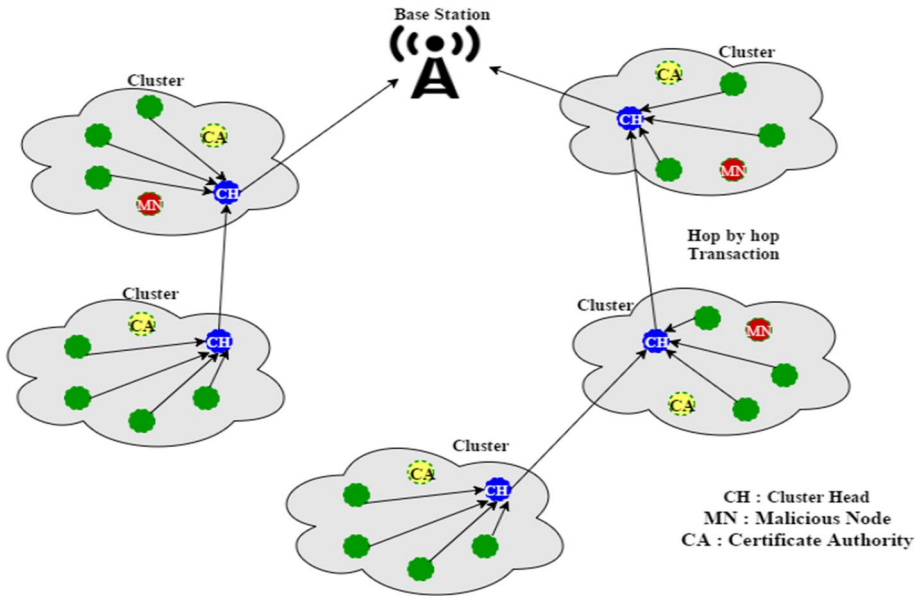 Base Station
Cluster
CA
CH
MN
Cluster
CA
CH
MN
Hop by hop
Transaction
Cluster
CA
CH
Cluster
MN
CH
CA
Cluster
CA
CH
CH : Cluster Head
MN : Malicious Node
CA : Certificate Authority